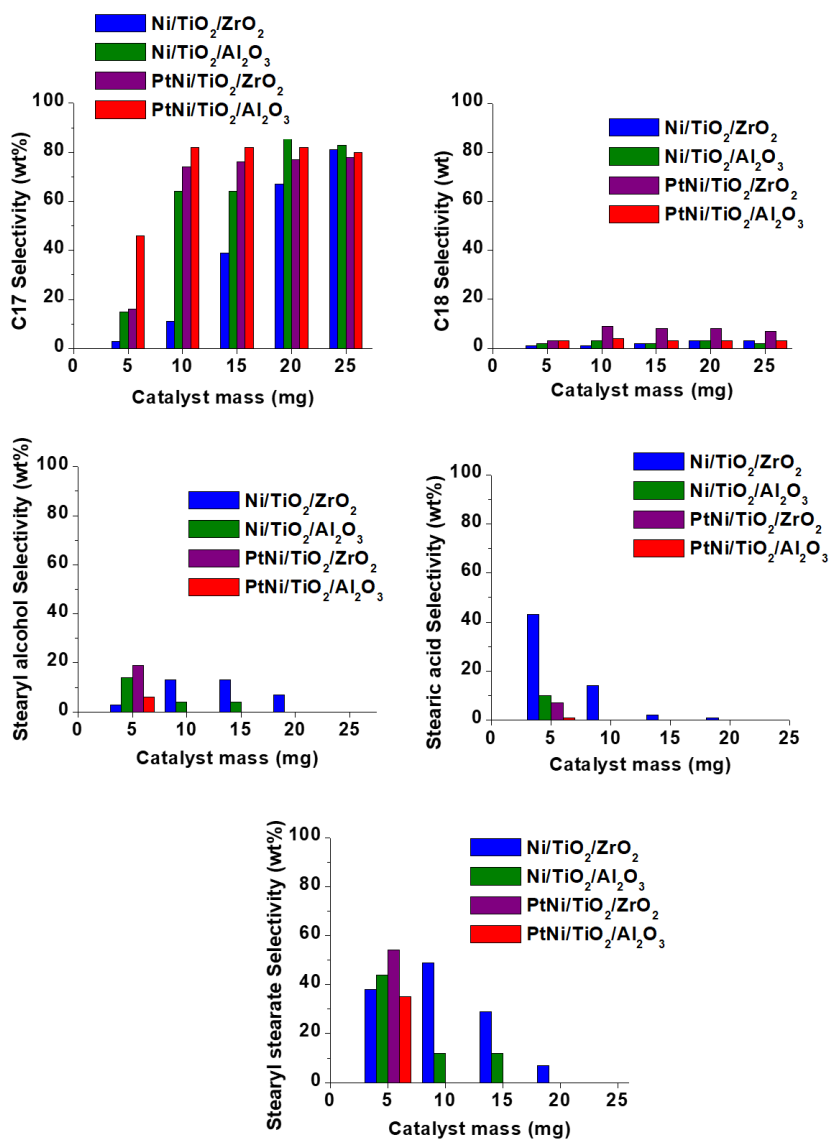 Ni/TiO₂/ZrO₂
Ni/TiO₂/Al₂O₃
PtNi/TiO₂/ZrO₂
PtNi/TiO₂/Al₂O₃
C17 Selectivity (wt%)
100
80
60
40
20
0
5 10 15 20 25
Catalyst mass (mg)
Ni/TiO₂/ZrO₂
Ni/TiO₂/Al₂O₃
PtNi/TiO₂/ZrO₂
PtNi/TiO₂/Al₂O₃
C18 Selectivity (wt)
100
80
60
40
20
0
0 5 10 15 20 25
Catalyst mass (mg)
Ni/TiO₂/ZrO₂
Ni/TiO₂/Al₂O₃
PtNi/TiO₂/ZrO₂
PtNi/TiO₂/Al₂O₃
Stearyl alcohol Selectivity (wt%)
100
80
60
40
20
0
0 5 10 15 20 25
Catalyst mass (mg)
Ni/TiO₂/ZrO₂
Ni/TiO₂/Al₂O₃
PtNi/TiO₂/ZrO₂
PtNi/TiO₂/Al₂O₃
Stearic acid Selectivity (wt%)
100
80
60
40
20
0
0 5 10 15 20 25
Catalyst mass (mg)
Ni/TiO₂/ZrO₂
Ni/TiO₂/Al₂O₃
PtNi/TiO₂/ZrO₂
PtNi/TiO₂/Al₂O₃
Stearyl stearate Selectivity (wt%)
100
80
60
40
20
0
0 5 10 15 20 25
Catalyst mass (mg)